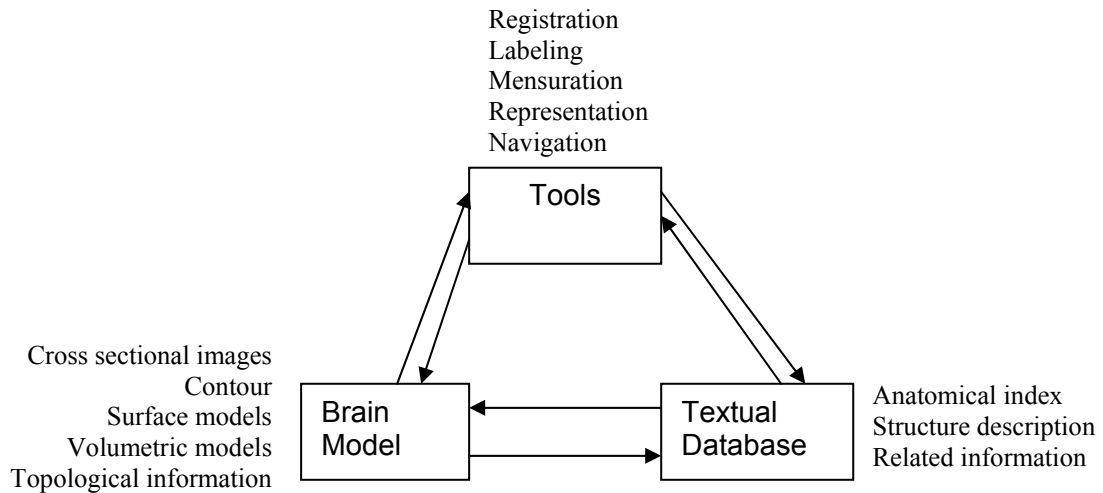 Registration
Labeling
Mensuration
Representation
Navigation
Tools
Cross sectional images
Contour
Surface models
Volumetric models
Topological information
Brain
Model
Textual
Database
Anatomical index
Structure description
Related information